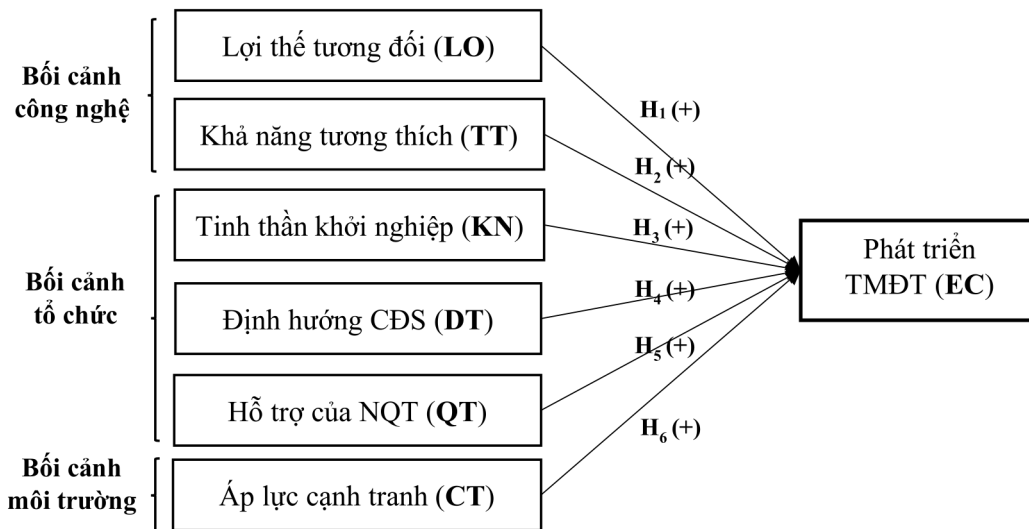 Bối cảnh
công nghệ
Lợi thế tương đối (LO)
Khả năng tương thích (TT)
Bối cảnh
tổ chức
Tinh thần khởi nghiệp (KN)
Định hướng CĐS (DT)
Hỗ trợ của NQT (QT)
Bối cảnh
môi trường
Áp lực cạnh tranh (CT)
H₁ (+)
H₂ (+)
H₃ (+)
H₄ (+)
H₅ (+)
H₆ (+)
Phát triển
TMĐT (EC)